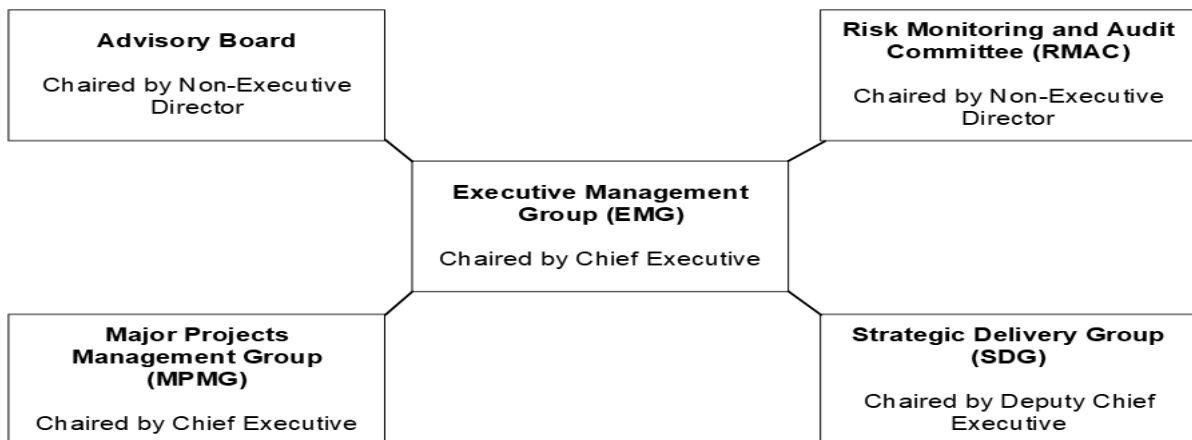 Advisory Board
Chaired by Non-Executive
Director
Risk Monitoring and Audit
Committee (RMAC)
Chaired by Non-Executive
Director
Executive Management
Group (EMG)
Chaired by Chief Executive
Major Projects
Management Group
(MPMG)
Chaired by Chief Executive
Strategic Delivery Group
(SDG)
Chaired by Deputy Chief
Executive